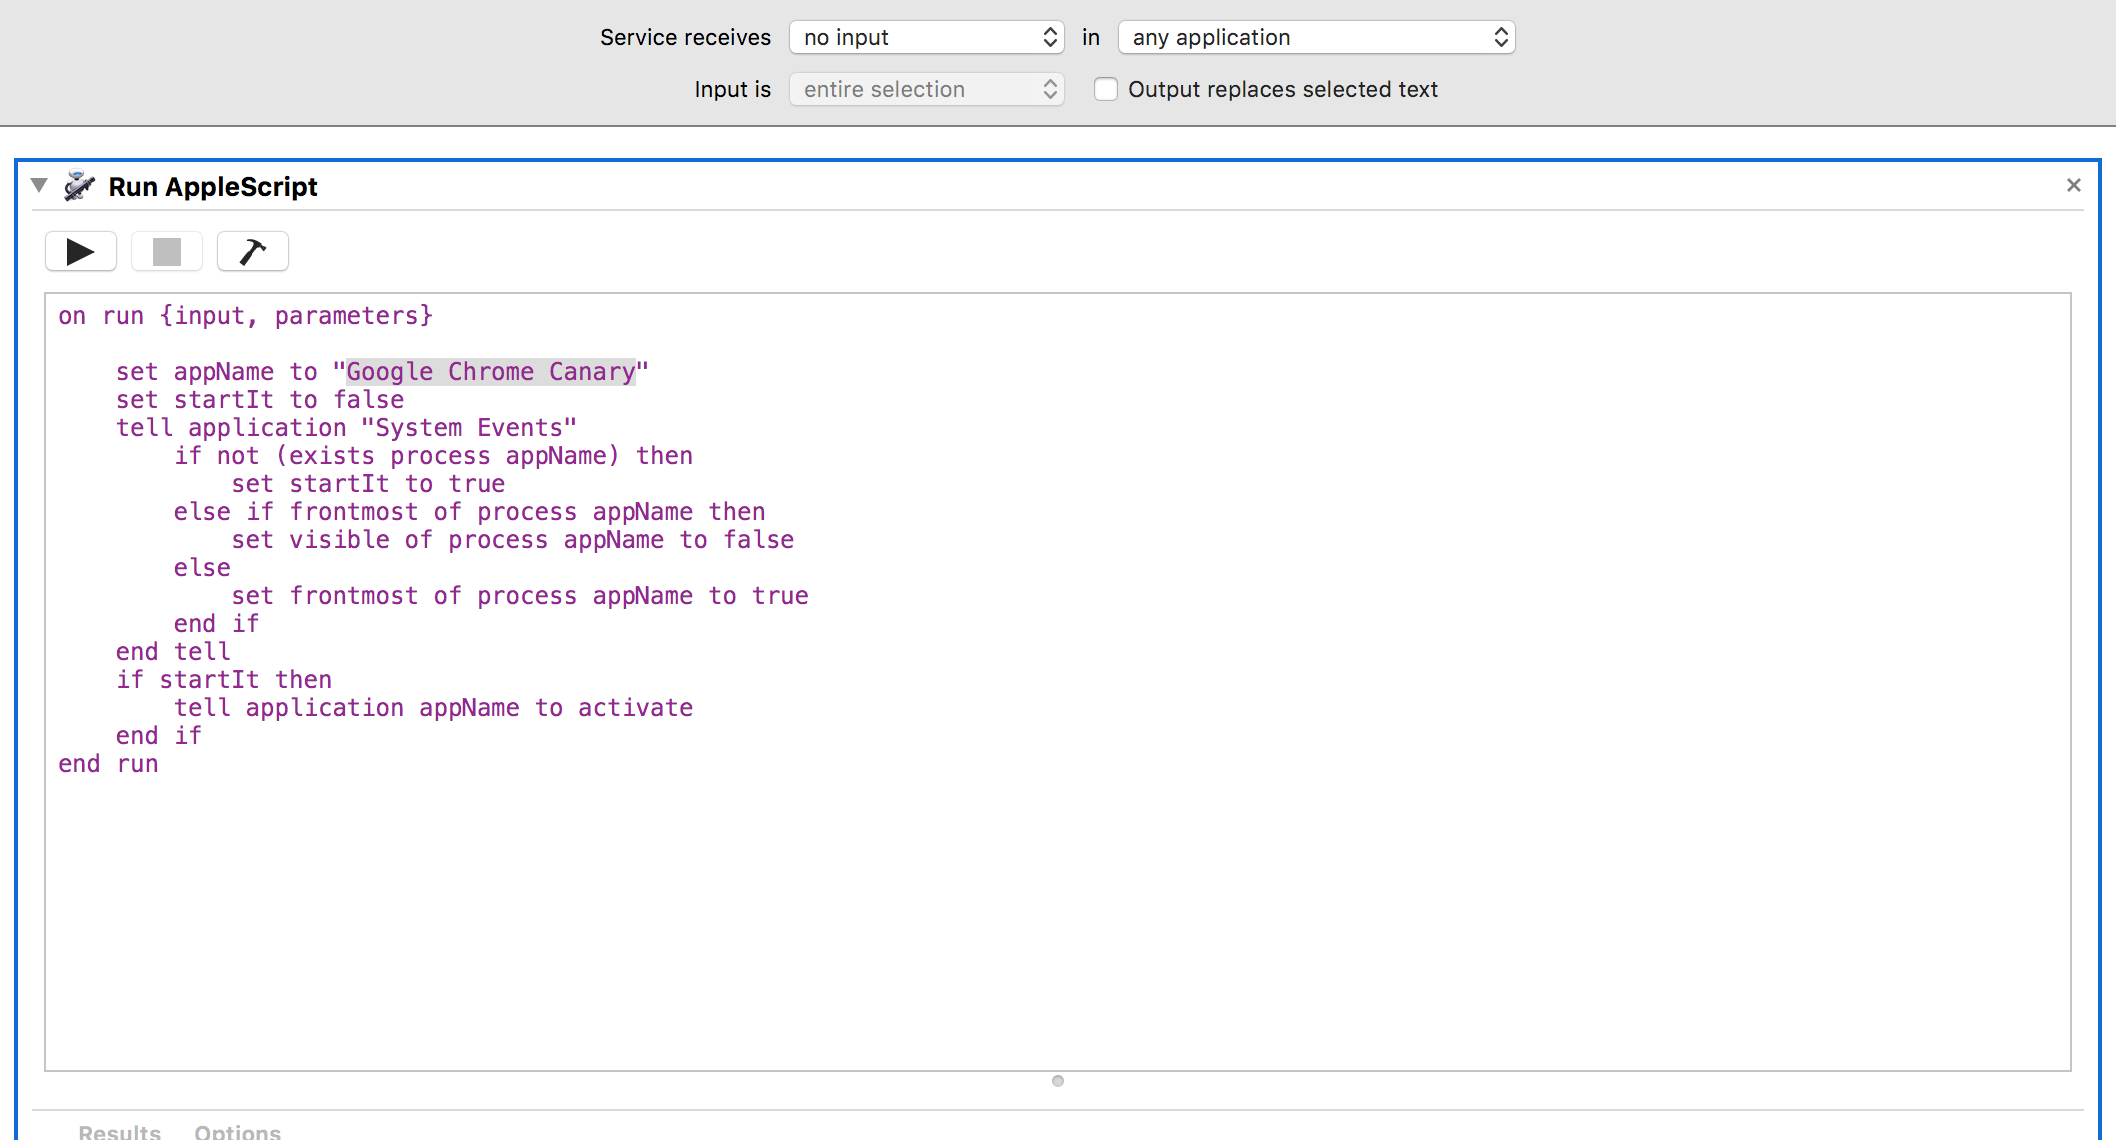 Service receives no input in any application
Input is entire selection Output replaces selected text
Run AppleScript
on run {input, parameters}
set appName to "Google Chrome Canary"
set startIt to false
tell application "System Events"
if not (exists process appName) then
set startIt to true
else if frontmost of process appName then
set visible of process appName to false
else
set frontmost of process appName to true
end if
end tell
if startIt then
tell application appName to activate
end if
end run
Results Options